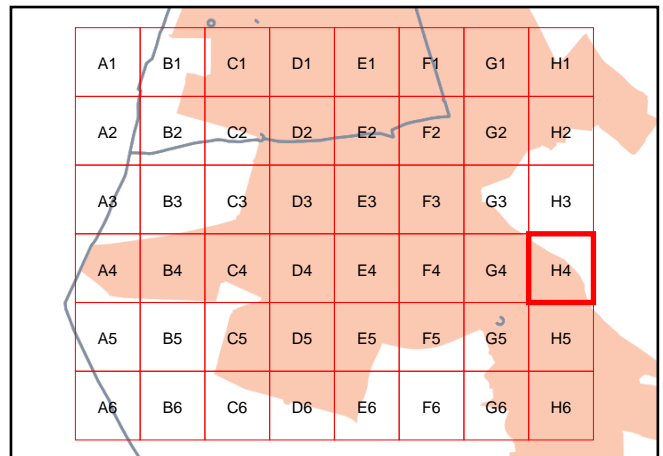 A1 B1 C1 D1 E1 F1 G1 H1
A2 B2 C2 D2 E2 F2 G2 H2
A3 B3 C3 D3 E3 F3 G3 H3
A4 B4 C4 D4 E4 F4 G4 H4
A5 B5 C5 D5 E5 F5 G5 H5
A6 B6 C6 D6 E6 F6 G6 H6